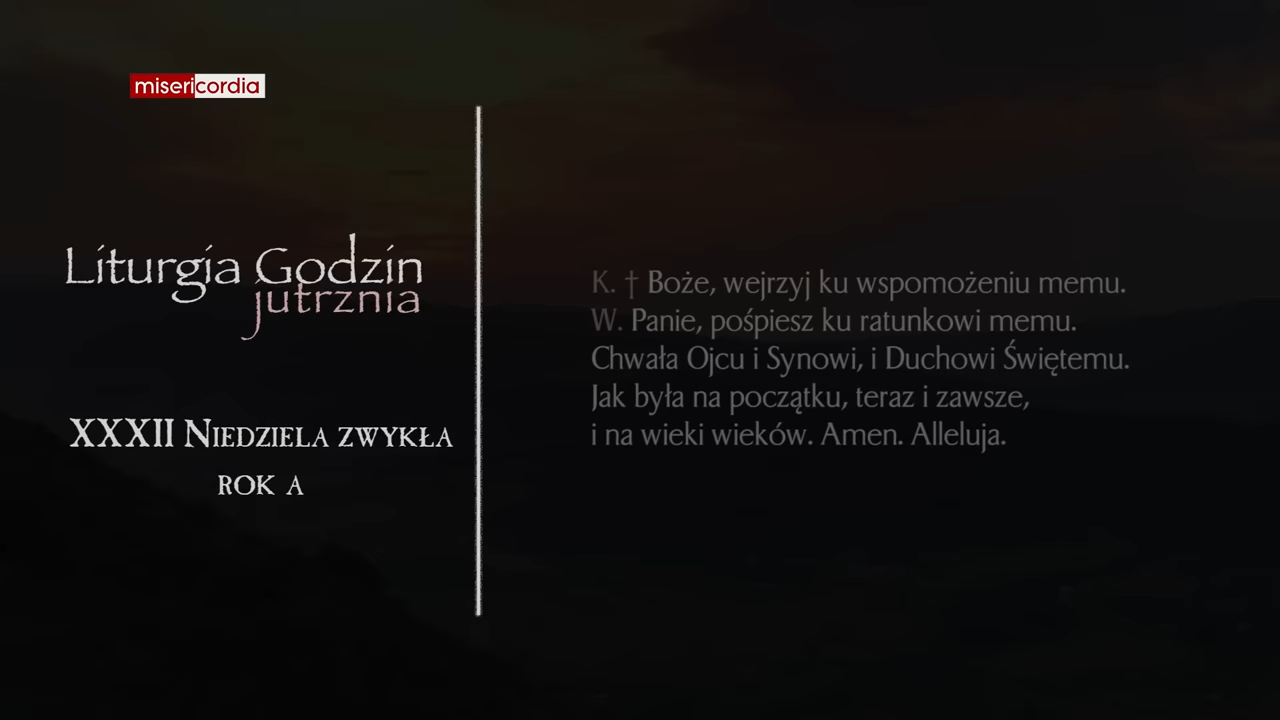 misericordia
Liturgia Godzin
jutrznia
XXXII Niedziela zwykła
rok a
K. † Boże, wejrzyj ku wspomożeniu memu.
W. Panie, pośpiesz ku ratunkowi memu.
Chwała Ojcu i Synowi, i Duchowi Świętemu.
Jak była na początku, teraz i zawsze,
i na wieki wieków. Amen. Alleluja.